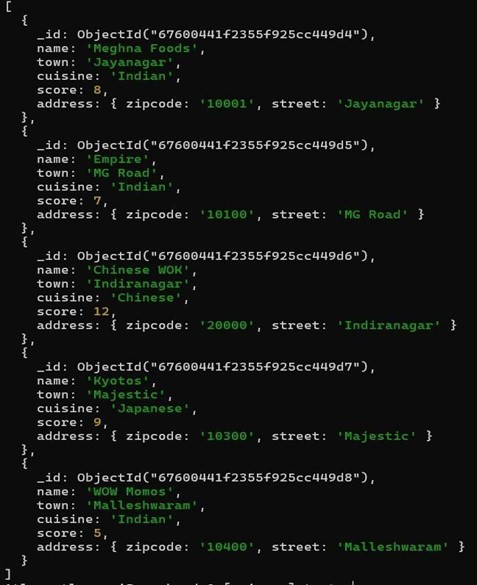 [
  {
    _id: ObjectId("67600441f2355f925cc449d4"),
    name: 'Meghna Foods',
    town: 'Jayanagar',
    cuisine: 'Indian',
    score: 8,
    address: { zipcode: '10001', street: 'Jayanagar' }
  },
  {
    _id: ObjectId("67600441f2355f925cc449d5"),
    name: 'Empire',
    town: 'MG Road',
    cuisine: 'Indian',
    score: 7,
    address: { zipcode: '10100', street: 'MG Road' }
  },
  {
    _id: ObjectId("67600441f2355f925cc449d6"),
    name: 'Chinese WOK',
    town: 'Indiranagar',
    cuisine: 'Chinese',
    score: 12,
    address: { zipcode: '20000', street: 'Indiranagar' }
  },
  {
    _id: ObjectId("67600441f2355f925cc449d7"),
    name: 'Kyotos',
    town: 'Majestic',
    cuisine: 'Japanese',
    score: 9,
    address: { zipcode: '10300', street: 'Majestic' }
  },
  {
    _id: ObjectId("67600441f2355f925cc449d8"),
    name: 'WOW Momos',
    town: 'Malleshwaram',
    cuisine: 'Indian',
    score: 5,
    address: { zipcode: '10400', street: 'Malleshwaram' }
  }
]